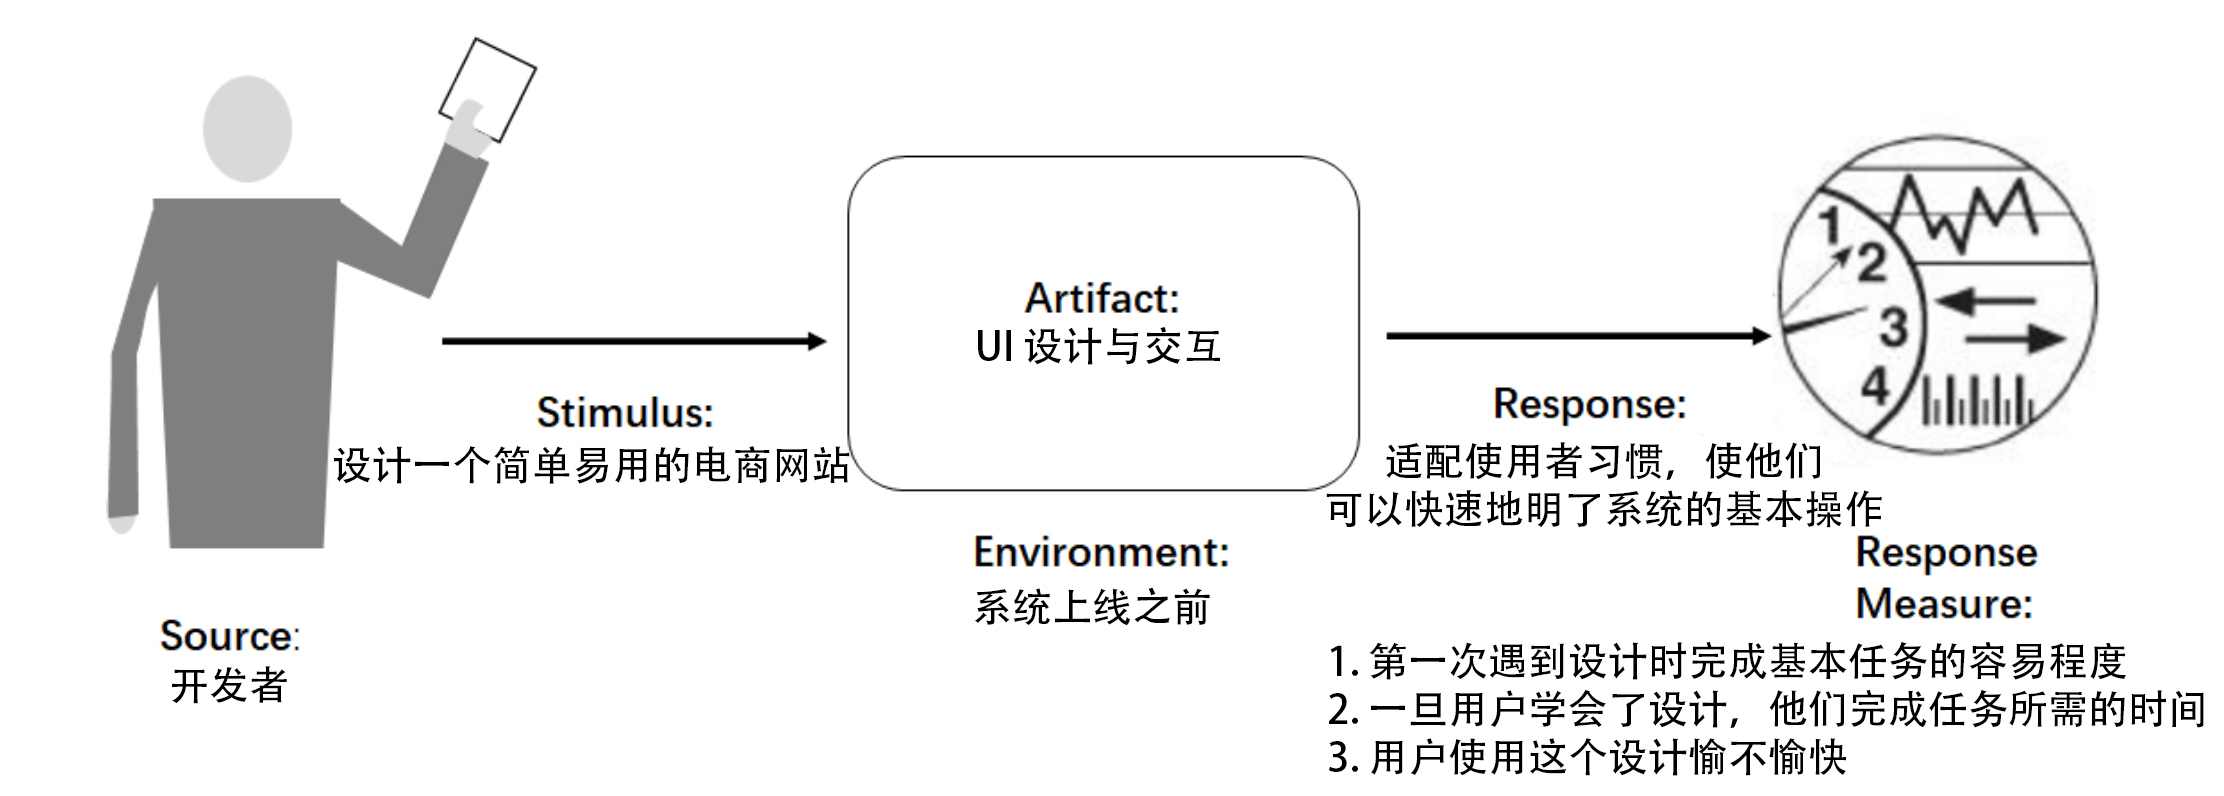 Source:
开发者
Stimulus:
设计一个简单易用的电商网站
Artifact:
UI 设计与交互
Environment:
系统上线之前
Response:
适配使用者习惯，使他们
可以快速地明了系统的基本操作
1
2
3
4
Response
Measure:
1. 第一次遇到设计时完成基本任务的容易程度
2. 一旦用户学会了设计，他们完成任务所需的时间
3. 用户使用这个设计愉不愉快